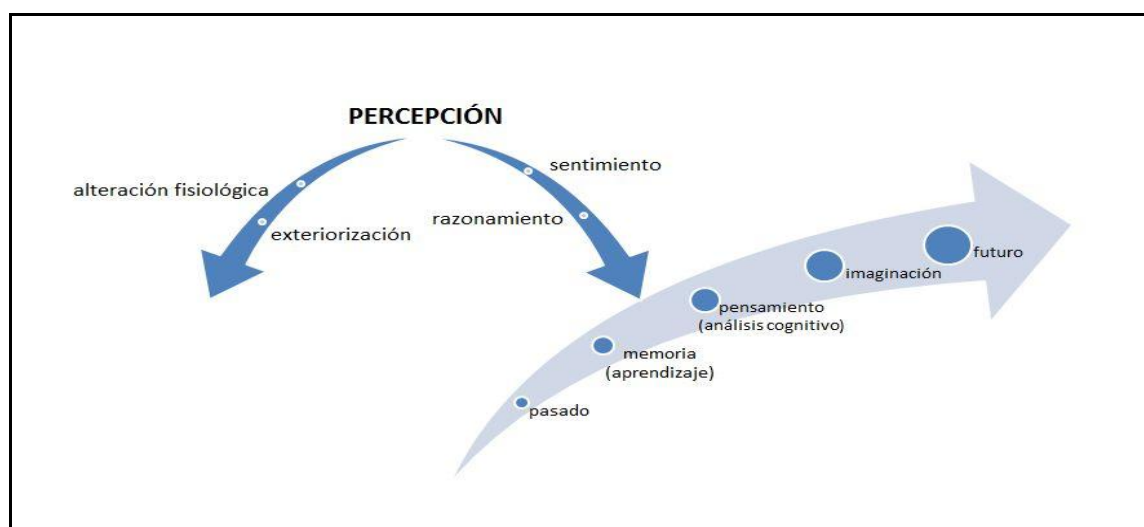 PERCEPCIÓN
alteración fisiológica
exteriorización
sentimiento
razonamiento
pasado
memoria
(aprendizaje)
pensamiento
(análisis cognitivo)
imaginación
futuro